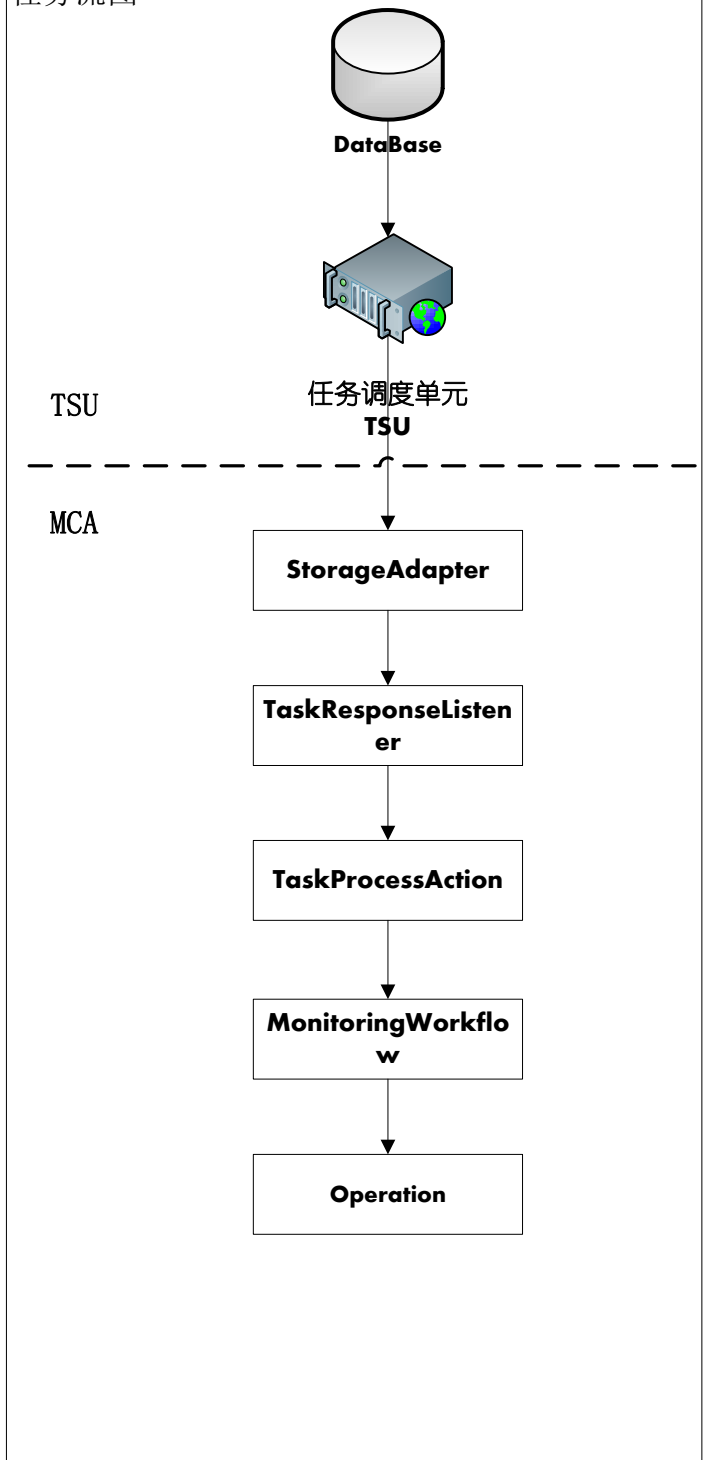 任务流图
DataBase
任务调度单元
TSU
TSU
MCA
StorageAdapter
TaskResponseListen
er
TaskProcessAction
MonitoringWorkflo
w
Operation